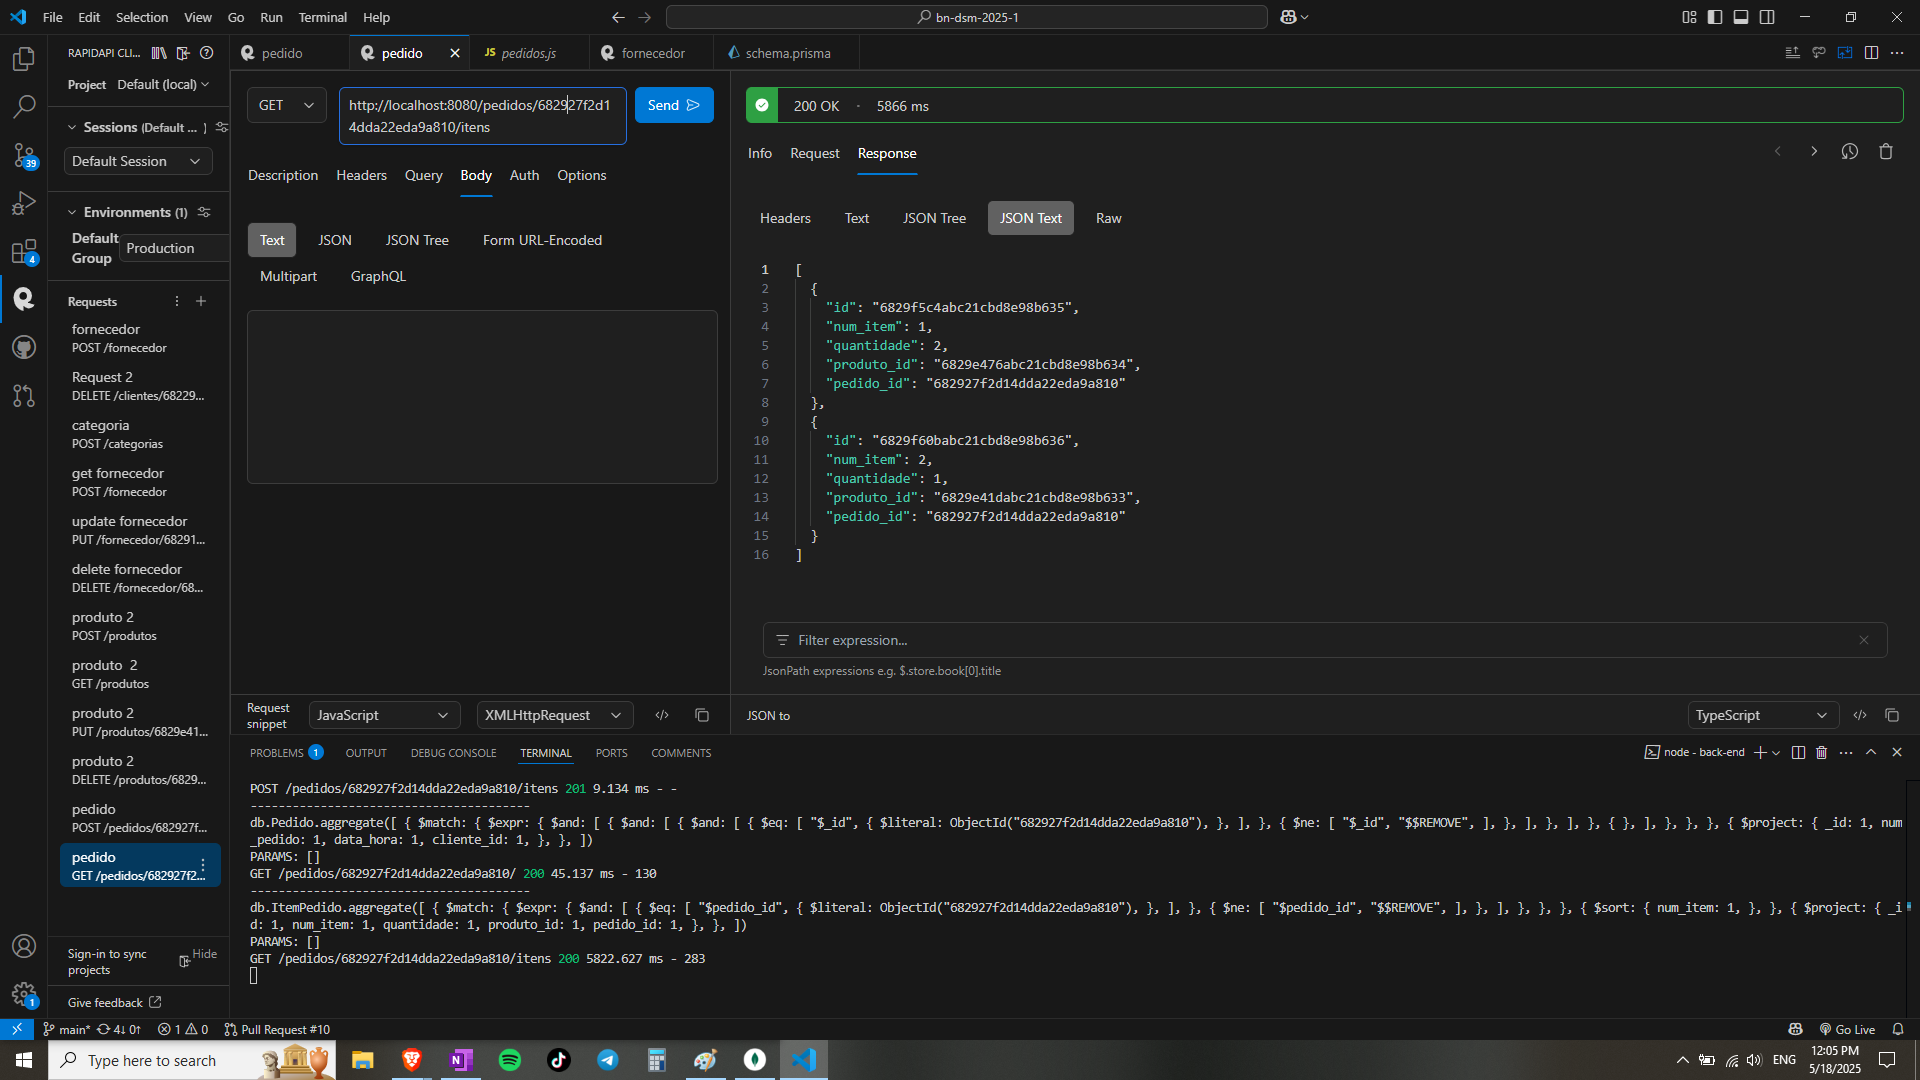 File Edit Selection View Go Run Terminal Help
bn-dsm-2025-1
RAPIDAPI CLI...
pedido
pedido
JS pedidos.js
fornecedor
schema.prisma
Project Default (local)
Sessions (Default ... )
Default Session
39
Environments (1)
Default Group
Production
4
Requests
fornecedor
POST /fornecedor
Request 2
DELETE /clientes/68229...
categoria
POST /categorias
get fornecedor
POST /fornecedor
update fornecedor
PUT /fornecedor/68291...
delete fornecedor
DELETE /fornecedor/68...
produto 2
POST /produtos
produto 2
GET /produtos
produto 2
PUT /produtos/6829e41...
produto 2
DELETE /produtos/6829...
pedido
POST /pedidos/682927f...
pedido
GET /pedidos/682927f2...
Sign-in to sync projects
Hide
Give feedback
1
GET
http://localhost:8080/pedidos/682927f2d1
4dda22eda9a810/itens
Send
Description Headers Query Body Auth Options
Text JSON JSON Tree Form URL-Encoded
Multipart GraphQL
Request snippet
JavaScript
XMLHttpRequest
200 OK · 5866 ms
Info Request Response
Headers Text JSON Tree JSON Text Raw
1 [
2 {
3 "id": "6829f5c4abc21cbd8e98b635",
4 "num_item": 1,
5 "quantidade": 2,
6 "produto_id": "6829e476abc21cbd8e98b634",
7 "pedido_id": "682927f2d14dda22eda9a810"
8 },
9 {
10 "id": "6829f60babc21cbd8e98b636",
11 "num_item": 2,
12 "quantidade": 1,
13 "produto_id": "6829e41dabc21cbd8e98b633",
14 "pedido_id": "682927f2d14dda22eda9a810"
15 }
16 ]
Filter expression...
JsonPath expressions e.g. $.store.book[0].title
JSON to
TypeScript
PROBLEMS 1 OUTPUT DEBUG CONSOLE TERMINAL PORTS COMMENTS
node - back-end
POST /pedidos/682927f2d14dda22eda9a810/itens 201 9.134 ms - -
-----------------------------------
db.Pedido.aggregate([ { $match: { $expr: { $and: [ { $and: [ { $and: [ { $eq: [ "$_id", { $literal: ObjectId("682927f2d14dda22eda9a810"), }, ], }, { $ne: [ "$_id", "$$REMOVE", ], }, ], }, ], }, { }, ], }, }, }, { $project: { _id: 1, num
_pedido: 1, data_hora: 1, cliente_id: 1, }, }, ])
PARAMS: []
GET /pedidos/682927f2d14dda22eda9a810/ 200 45.137 ms - 130
-----------------------------------
db.ItemPedido.aggregate([ { $match: { $expr: { $and: [ { $eq: [ "$pedido_id", { $literal: ObjectId("682927f2d14dda22eda9a810"), }, ], }, { $ne: [ "$pedido_id", "$$REMOVE", ], }, ], }, }, }, { $sort: { num_item: 1, }, }, { $project: { _i
d: 1, num_item: 1, quantidade: 1, produto_id: 1, pedido_id: 1, }, }, ])
PARAMS: []
GET /pedidos/682927f2d14dda22eda9a810/itens 200 5822.627 ms - 283
main* 4↓ 0↑ 1 0 Pull Request #10
Go Live
Type here to search
ENG
12:05 PM
5/18/2025